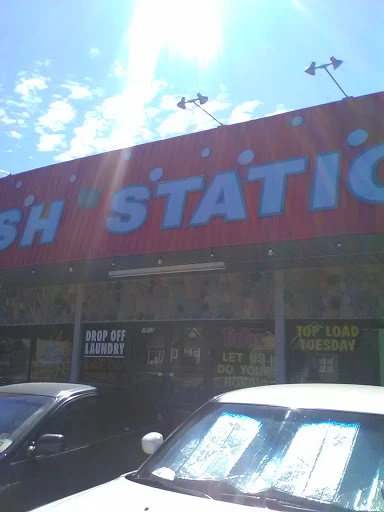 SH STATIO
DROP OFF
LAUNDRY
LET US
DO YOUR
TOP LOAD
TUESDAY